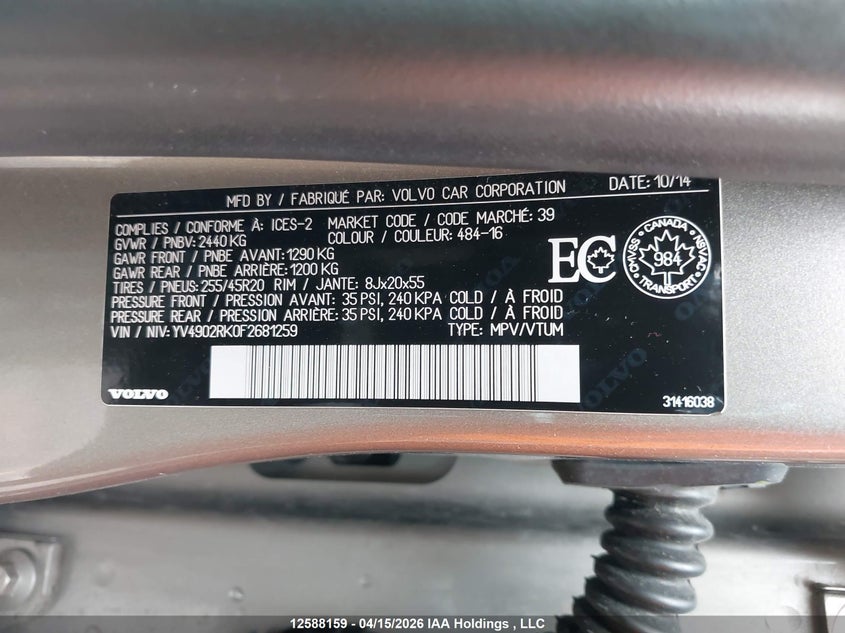 MFD BY / FABRIQUÉ PAR: VOLVO CAR CORPORATION DATE: 10/14
COMPLIES / CONFORME À: ICES-2 MARKET CODE / CODE MARCHÉ: 39
GVWR / PNBV: 2440 KG COLOUR / COULEUR: 484-16
GAWR FRONT / PNBE AVANT: 1290 KG
GAWR REAR / PNBE ARRIÈRE: 1200 KG
TIRES / PNEUS: 255/45R20 RIM / JANTE: 8Jx20x55
PRESSURE FRONT / PRESSION AVANT: 35 PSI, 240 KPA COLD / À FROID
PRESSURE REAR / PRESSION ARRIÈRE: 35 PSI, 240 KPA COLD / À FROID
VIN / NIV: YV4902RK0F2681259 TYPE: MPV/VTUM
EC
CANADA
CMVSS
984
NSVAC
TRANSPORT
VOLVO
31416038
12588159 - 04/15/2026 IAA Holdings , LLC